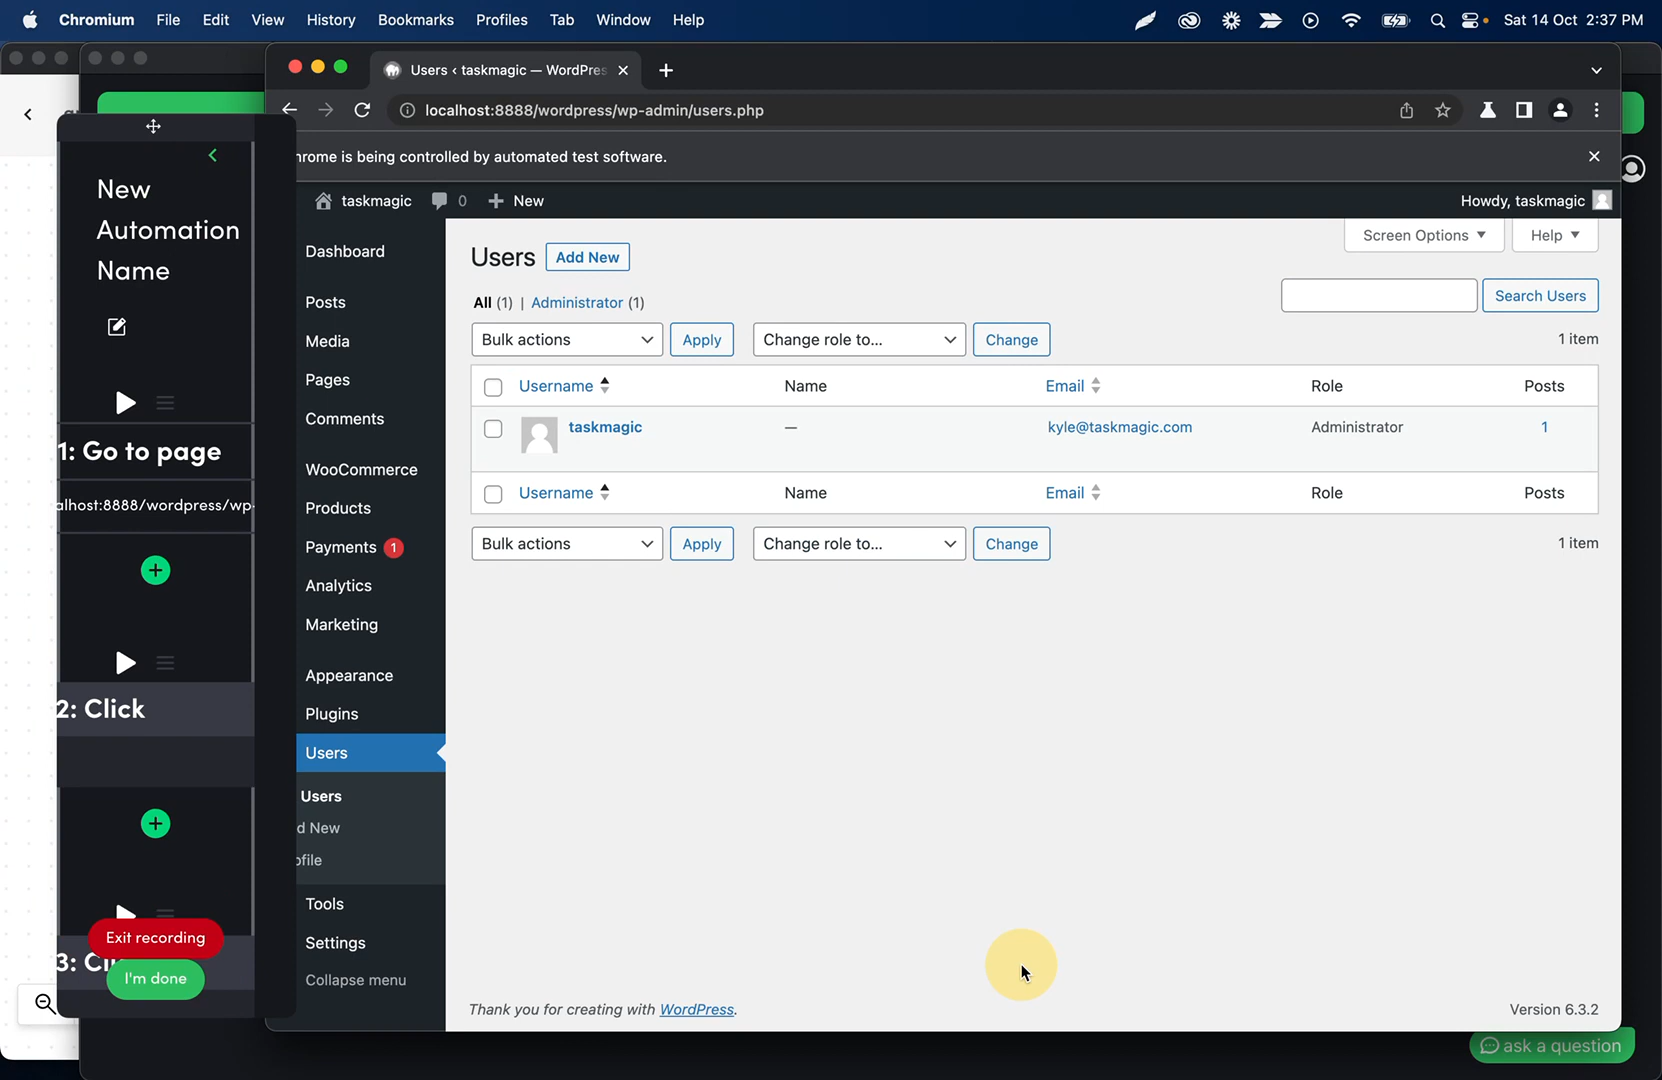 Chromium File Edit View History Bookmarks Profiles Tab Window Help Sat 14 Oct 2:37 PM
Users ‹ taskmagic — WordPres
localhost:8888/wordpress/wp-admin/users.php
hrome is being controlled by automated test software.
taskmagic 0 New Howdy, taskmagic
New
Automation
Name
1: Go to page
alhost:8888/wordpress/wp-
2: Click
Exit recording
3: Cl
I'm done
Dashboard
Posts
Media
Pages
Comments
WooCommerce
Products
Payments 1
Analytics
Marketing
Appearance
Plugins
Users
Users
d New
ofile
Tools
Settings
Collapse menu
Screen Options Help
Users Add New
All (1) | Administrator (1)
Search Users
Bulk actions Apply Change role to... Change 1 item
Username Name Email Role Posts
taskmagic — kyle@taskmagic.com Administrator 1
Username Name Email Role Posts
Bulk actions Apply Change role to... Change 1 item
Thank you for creating with WordPress. Version 6.3.2
ask a question